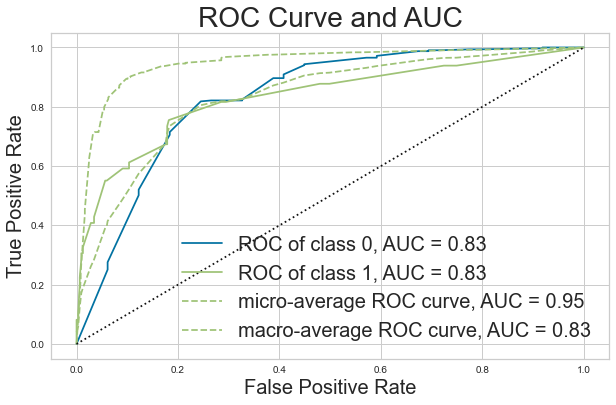 ROC Curve and AUC
True Positive Rate
1.0
0.8
0.6
0.4
0.2
0.0
ROC of class 0, AUC = 0.83
ROC of class 1, AUC = 0.83
micro-average ROC curve, AUC = 0.95
macro-average ROC curve, AUC = 0.83
0.0 0.2 0.4 0.6 0.8 1.0
False Positive Rate